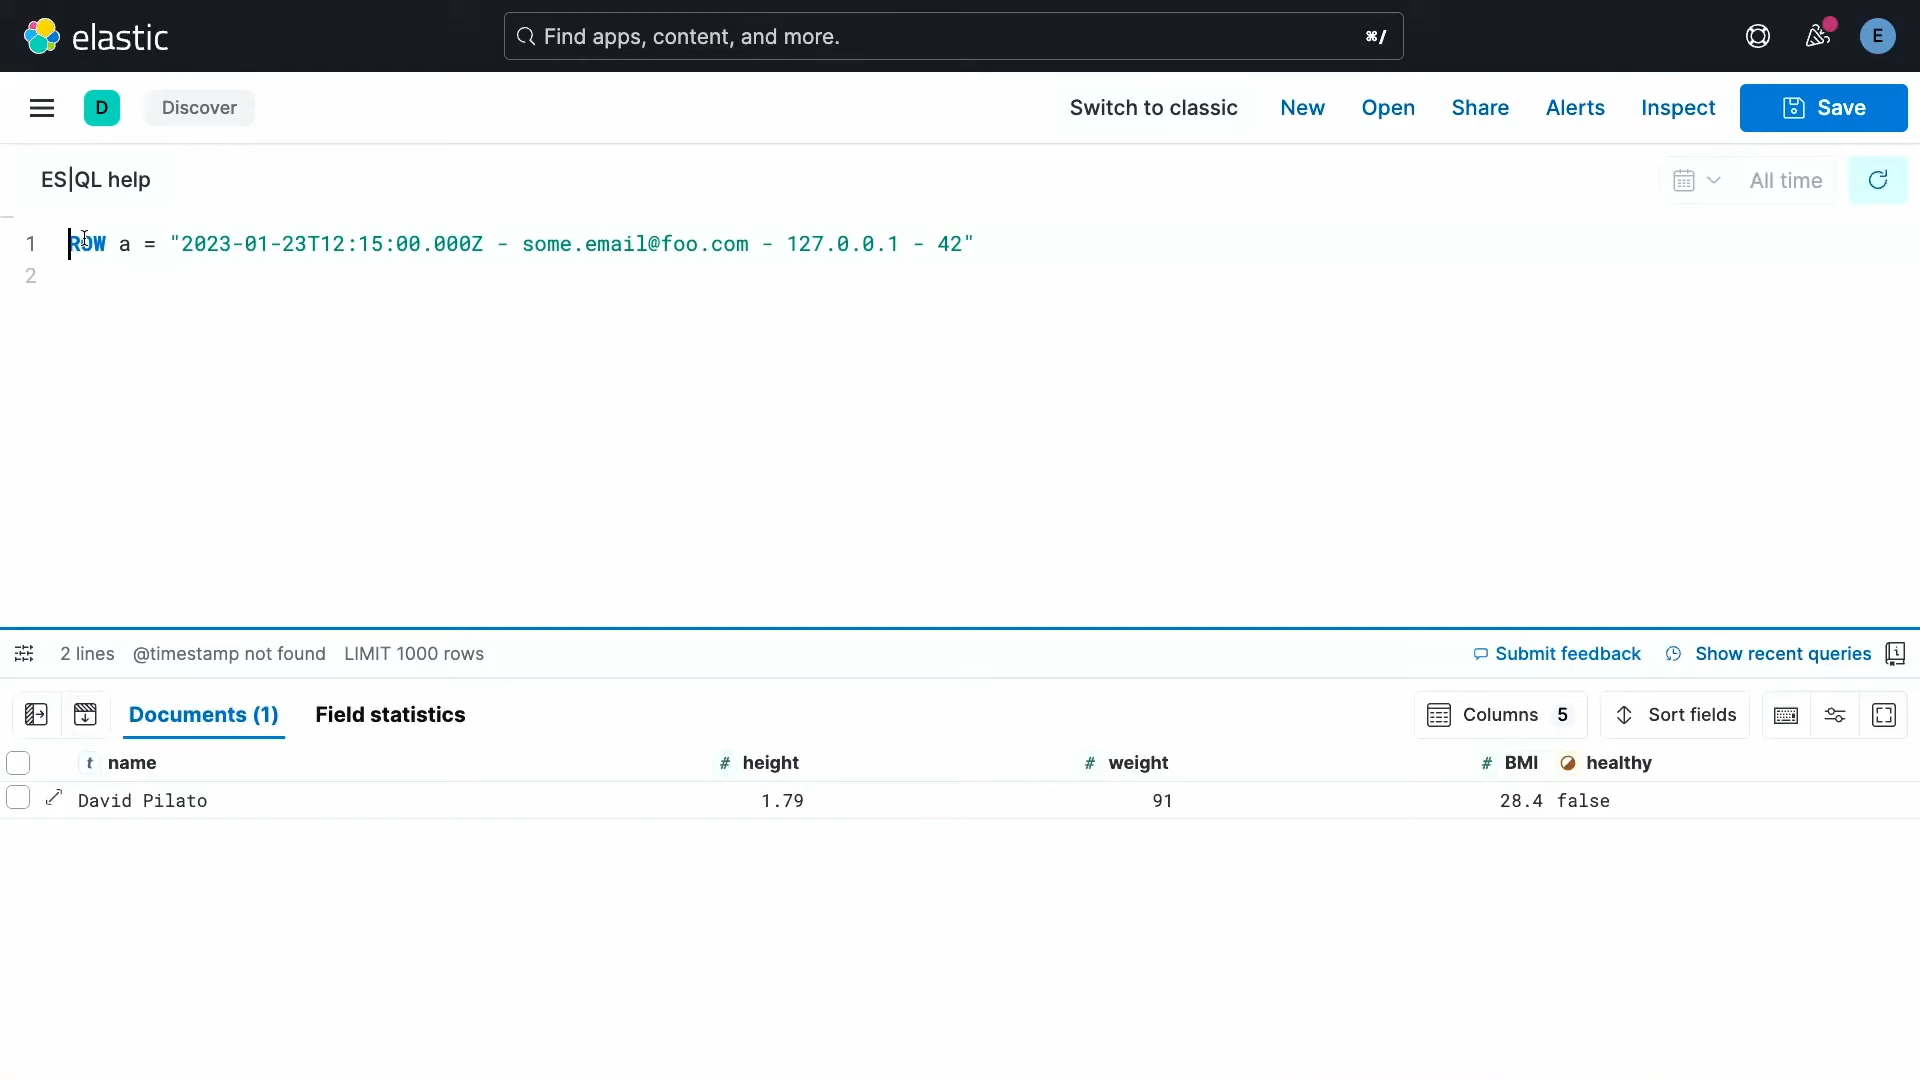 elastic
Find apps, content, and more.
⌘/
E
D
Discover
Switch to classic
New
Open
Share
Alerts
Inspect
Save
ES|QL help
All time
1 ROW a = "2023-01-23T12:15:00.000Z - some.email@foo.com - 127.0.0.1 - 42"
2
2 lines @timestamp not found LIMIT 1000 rows
Submit feedback
Show recent queries
Documents (1)
Field statistics
Columns 5
Sort fields
t name # height # weight # BMI healthy
David Pilato 1.79 91 28.4 false